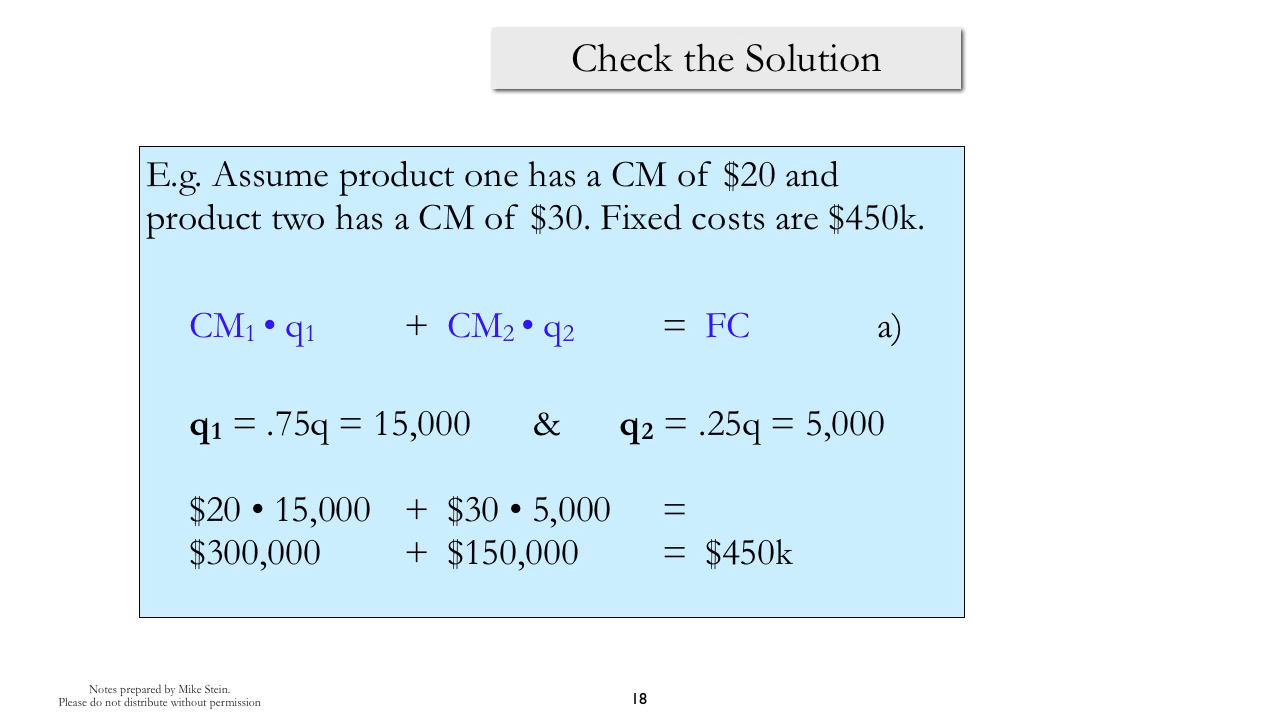 Check the Solution
E.g. Assume product one has a CM of $20 and
product two has a CM of $30. Fixed costs are $450k.
CM₁ • q₁ + CM₂ • q₂ = FC a)
q₁ = .75q = 15,000 & q₂ = .25q = 5,000
$20 • 15,000 + $30 • 5,000 =
$300,000 + $150,000 = $450k
Notes prepared by Mike Stein.
Please do not distribute without permission
18